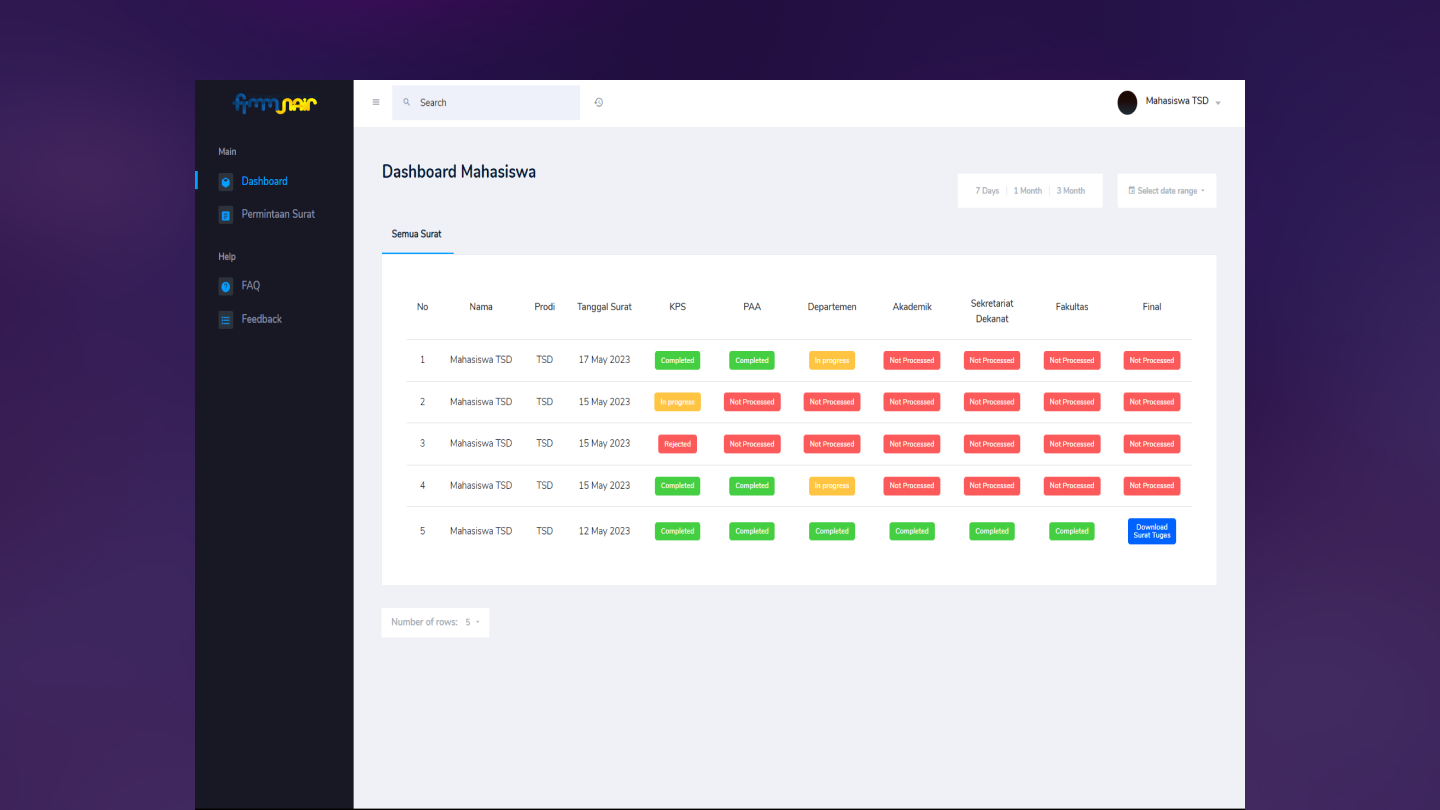 ftmmunair
Search
Mahasiswa TSD
Main
Dashboard
Permintaan Surat
Help
FAQ
Feedback
Dashboard Mahasiswa
7 Days 1 Month 3 Month
Select date range
Semua Surat
No Nama Prodi Tanggal Surat KPS PAA Departemen Akademik Sekretariat Dekanat Fakultas Final
1 Mahasiswa TSD TSD 17 May 2023 Completed Completed In progress Not Processed Not Processed Not Processed Not Processed
2 Mahasiswa TSD TSD 15 May 2023 In progress Not Processed Not Processed Not Processed Not Processed Not Processed Not Processed
3 Mahasiswa TSD TSD 15 May 2023 Rejected Not Processed Not Processed Not Processed Not Processed Not Processed Not Processed
4 Mahasiswa TSD TSD 15 May 2023 Completed Completed In progress Not Processed Not Processed Not Processed Not Processed
5 Mahasiswa TSD TSD 12 May 2023 Completed Completed Completed Completed Completed Completed Download Surat Tugas
Number of rows: 5